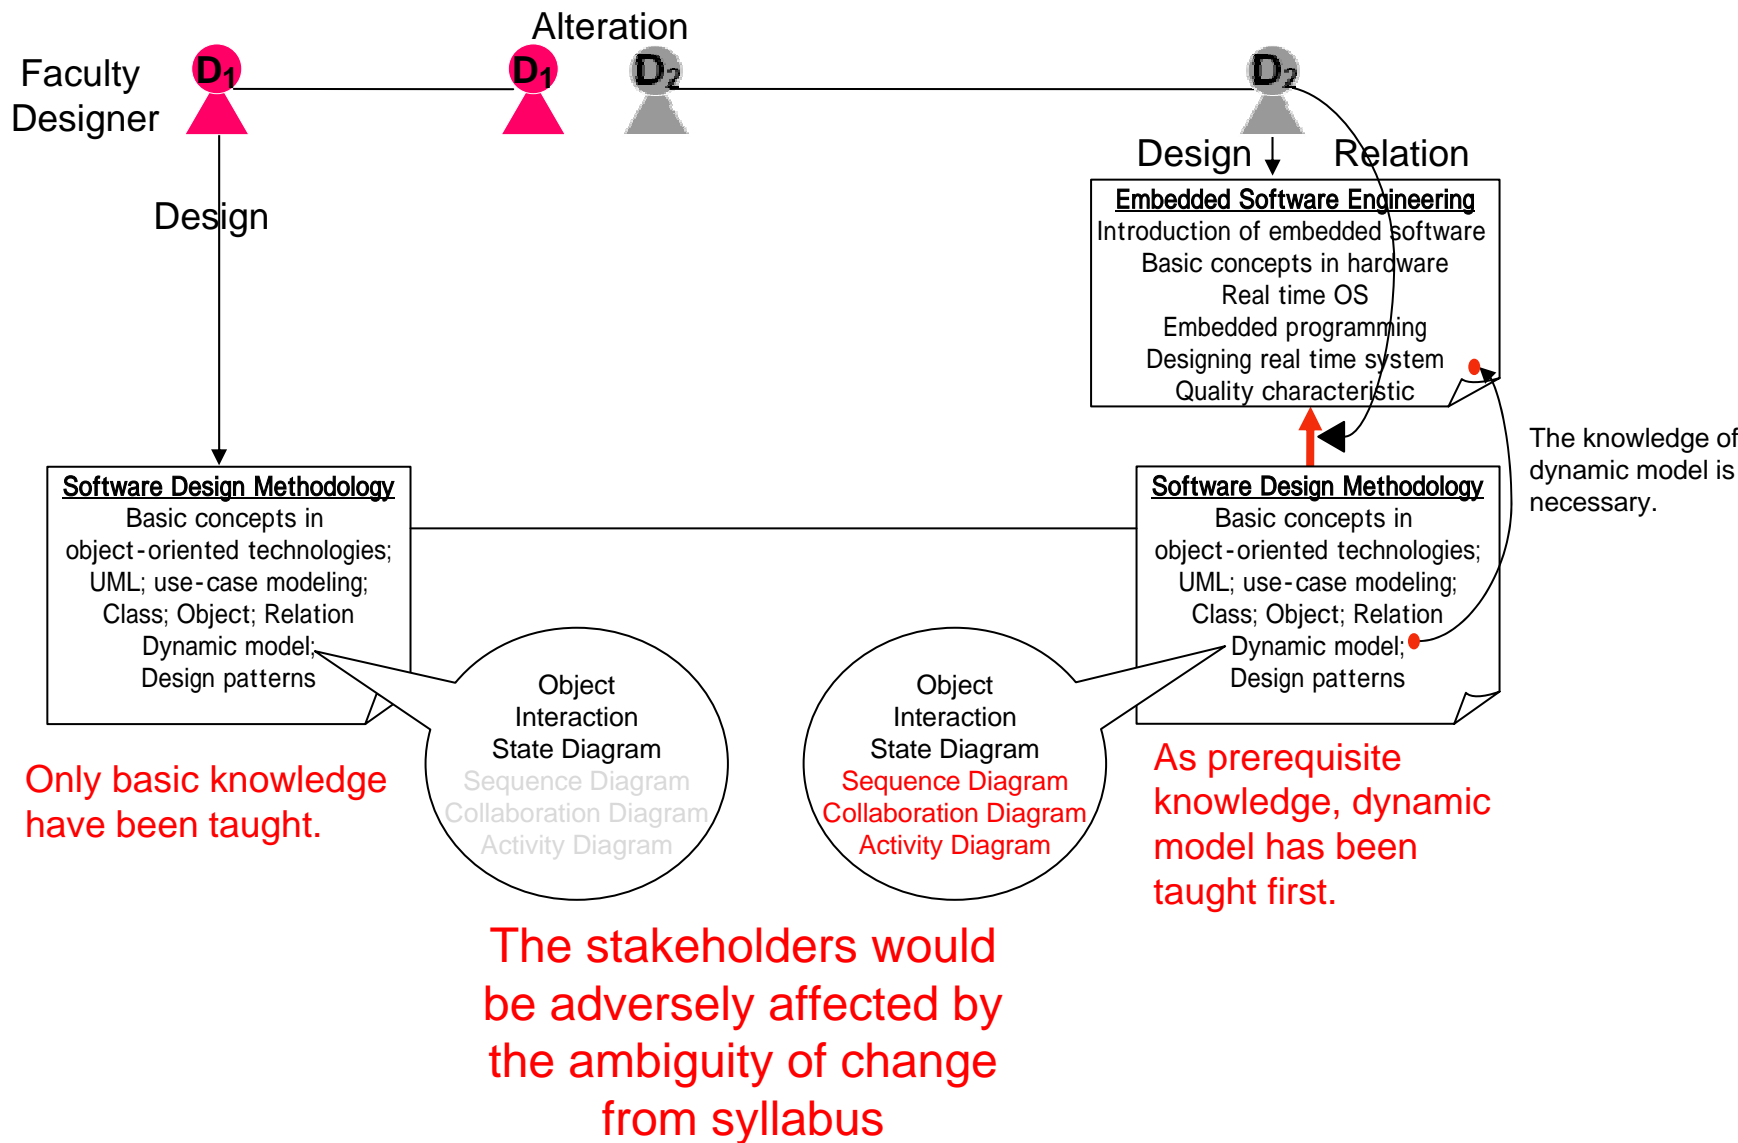 Alteration
Faculty
Designer
D1
D1
D2
D2
Design
Design
Relation
Embedded Software Engineering
Introduction of embedded software
Basic concepts in hardware
Real time OS
Embedded programming
Designing real time system
Quality characteristic
The knowledge of
dynamic model is
necessary.
Software Design Methodology
Basic concepts in
object-oriented technologies;
UML; use-case modeling;
Class; Object; Relation
Dynamic model;
Design patterns
Software Design Methodology
Basic concepts in
object-oriented technologies;
UML; use-case modeling;
Class; Object; Relation
Dynamic model;
Design patterns
Object
Interaction
State Diagram
Sequence Diagram
Collaboration Diagram
Activity Diagram
Object
Interaction
State Diagram
Sequence Diagram
Collaboration Diagram
Activity Diagram
Only basic knowledge
have been taught.
As prerequisite
knowledge, dynamic
model has been
taught first.
The stakeholders would
be adversely affected by
the ambiguity of change
from syllabus